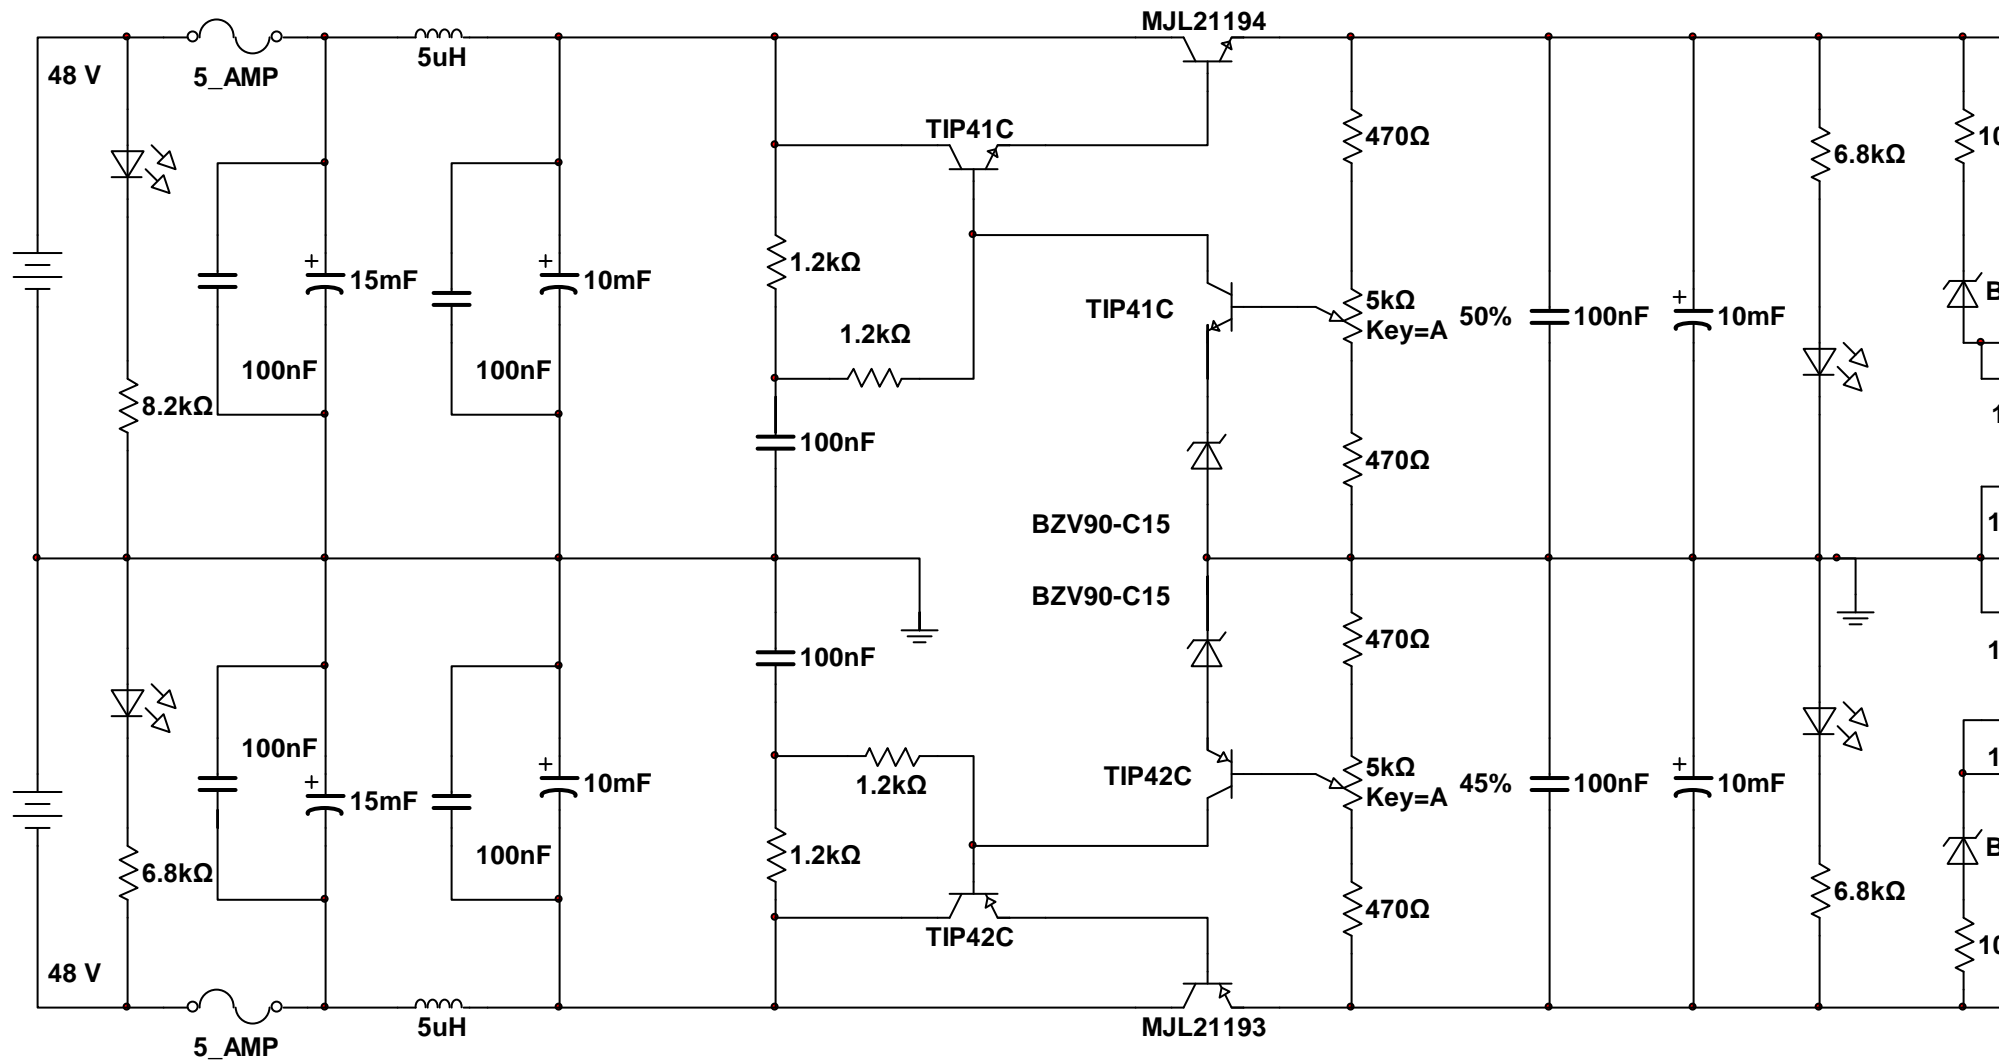 MJL21194
48 V
5_AMP
5uH
TIP41C
470Ω
6.8kΩ
1.2kΩ
15mF
10mF
TIP41C
5kΩ
Key=A
50%
100nF
10mF
1.2kΩ
100nF
100nF
8.2kΩ
100nF
470Ω
BZV90-C15
BZV90-C15
100nF
470Ω
100nF
15mF
10mF
1.2kΩ
TIP42C
5kΩ
Key=A
45%
100nF
10mF
100nF
1.2kΩ
6.8kΩ
6.8kΩ
470Ω
TIP42C
48 V
5_AMP
5uH
MJL21193